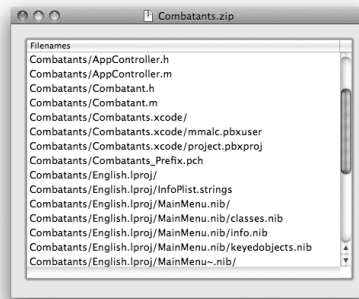 Combatants.zip
Filenames
Combatants/AppController.h
Combatants/AppController.m
Combatants/Combatant.h
Combatants/Combatant.m
Combatants/Combatants.xcode/
Combatants/Combatants.xcode/mmalc.pbxuser
Combatants/Combatants.xcode/project.pbxproj
Combatants/Combatants_Prefix.pch
Combatants/English.lproj/
Combatants/English.lproj/InfoPlist.strings
Combatants/English.lproj/MainMenu.nib/
Combatants/English.lproj/MainMenu.nib/classes.nib
Combatants/English.lproj/MainMenu.nib/info.nib
Combatants/English.lproj/MainMenu.nib/keyedobjects.nib
Combatants/English.lproj/MainMenu~.nib/